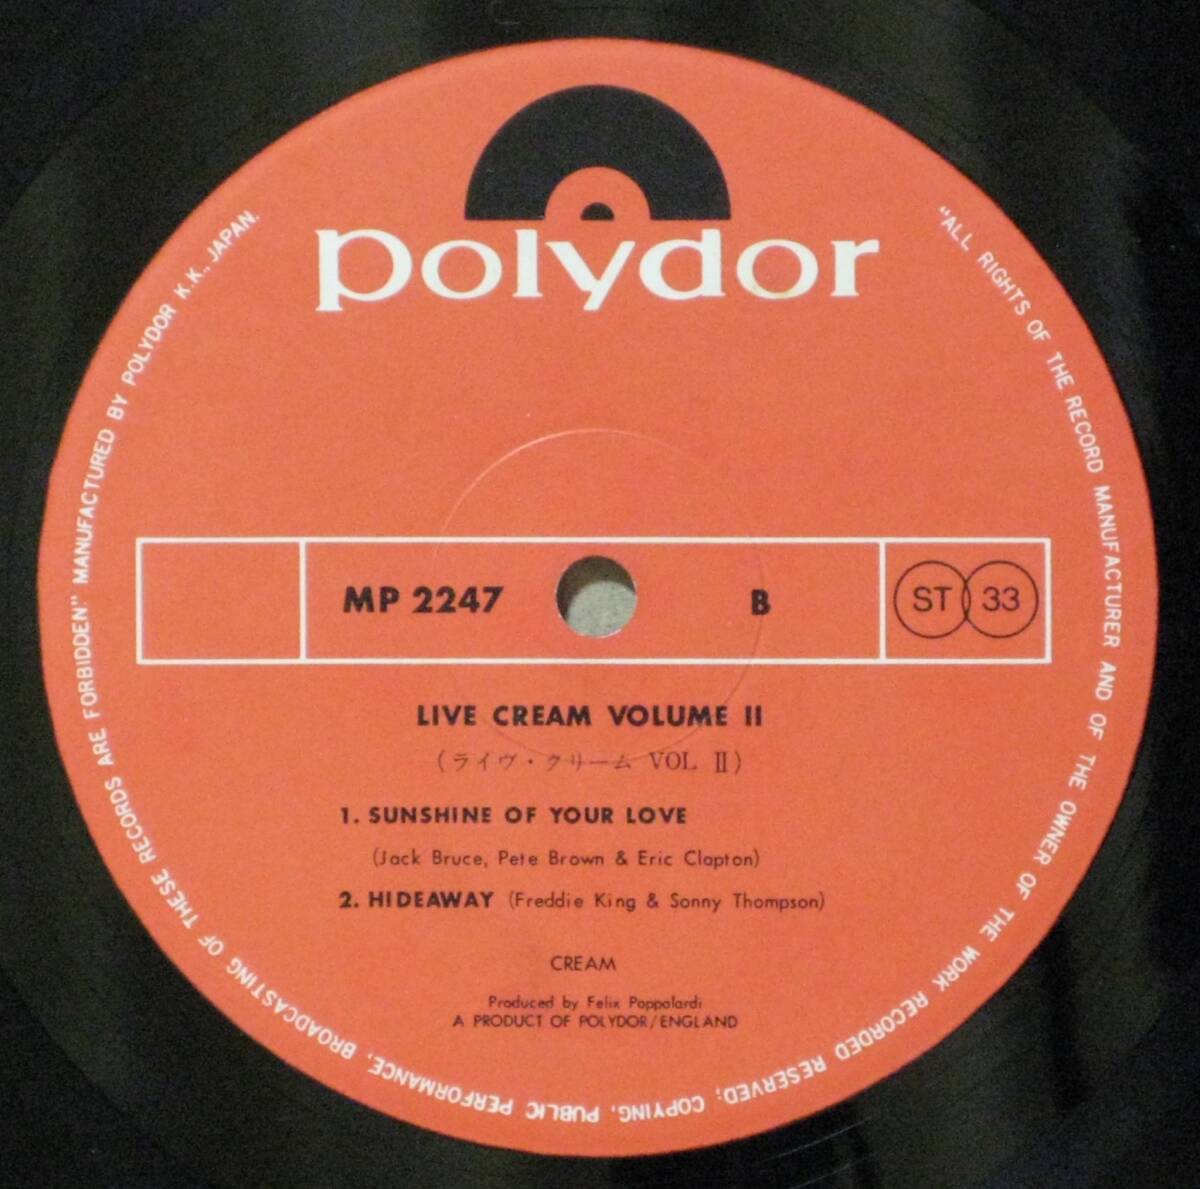 polydor
MP 2247
B
ST 33
LIVE CREAM VOLUME II
(ライヴ・クリーム VOL II)
1. SUNSHINE OF YOUR LOVE
(Jack Bruce, Pete Brown & Eric Clapton)
2. HIDEAWAY (Freddie King & Sonny Thompson)
CREAM
Produced by Felix Pappalardi
A PRODUCT OF POLYDOR/ENGLAND
"ALL RIGHTS OF THE RECORD MANUFACTURER AND OF THE OWNER OF THE WORK RECORDED RESERVED; COPYING, PUBLIC PERFORMANCE, BROADCASTING OF THESE RECORDS ARE FORBIDDEN." MANUFACTURED BY POLYDOR K.K., JAPAN.